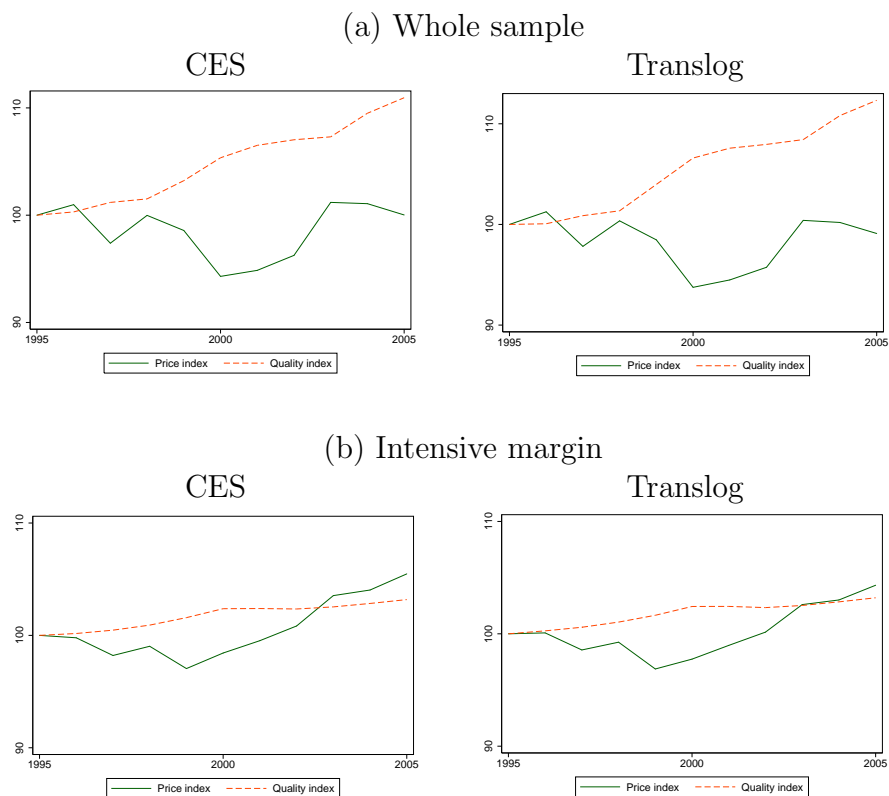 (a) Whole sample
CES
Translog
110
100
90
1995
2000
2005
Price index
Quality index
110
100
90
1995
2000
2005
Price index
Quality index
(b) Intensive margin
CES
Translog
110
100
90
1995
2000
2005
Price index
Quality index
110
100
90
1995
2000
2005
Price index
Quality index